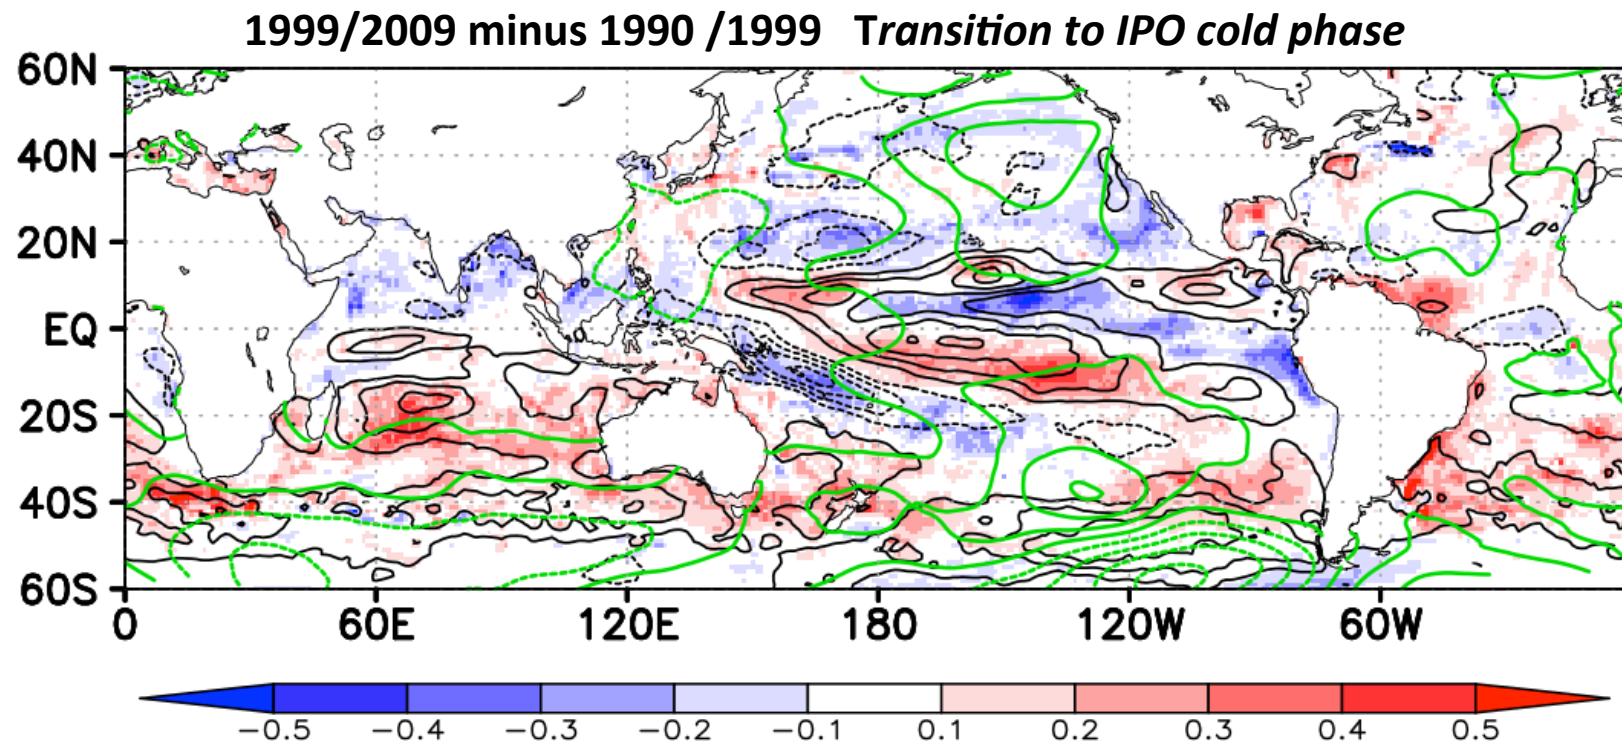 1999/2009 minus 1990 /1999 Transition to IPO cold phase
60N
40N
20N
EQ
20S
40S
60S
0 60E 120E 180 120W 60W
−0.5 −0.4 −0.3 −0.2 −0.1 0.1 0.2 0.3 0.4 0.5